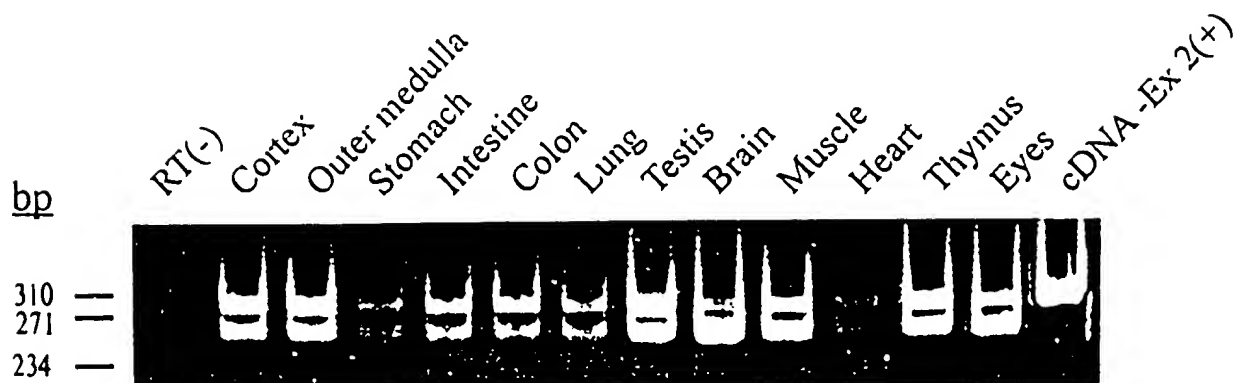 RT(-)
Cortex
Outer medulla
Stomach
Intestine
Colon
Lung
Testis
Brain
Muscle
Heart
Thymus
Eyes
cDNA-Ex 2(+)
bp
310
271
234